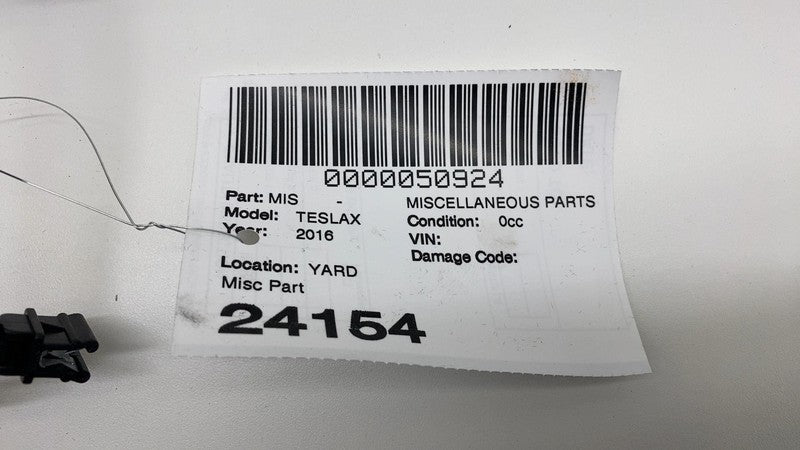 0000050924
Part: MIS - MISCELLANEOUS PARTS
Model: TESLAX Condition: 0cc
Year: 2016 VIN:
Damage Code:
Location: YARD
Misc Part
24154